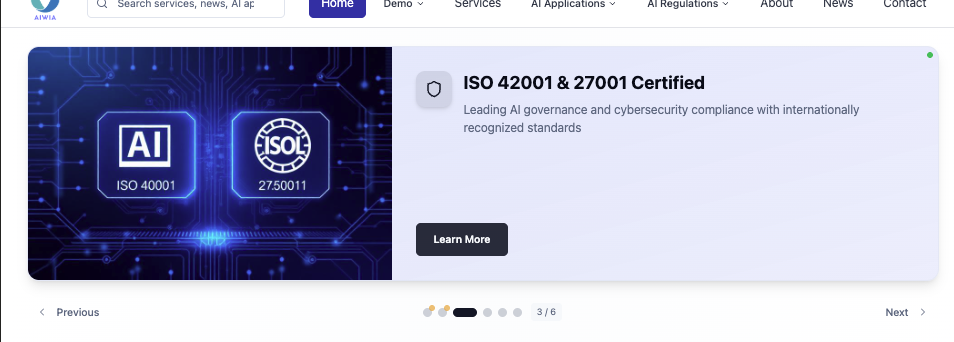 AIWIA
Search services, news, AI ap
Home
Demo
Services
AI Applications
AI Regulations
About
News
Contact
AI
ISO 40001
ISOL
27.50011
ISO 42001 & 27001 Certified
Leading AI governance and cybersecurity compliance with internationally
recognized standards
Learn More
Previous
3 / 6
Next